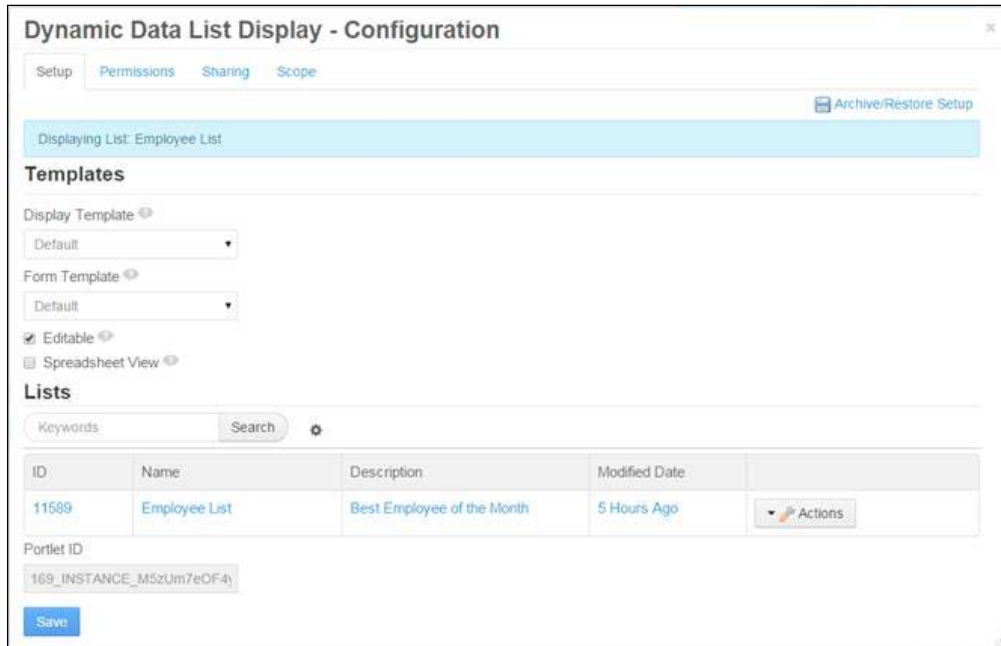 Dynamic Data List Display - Configuration
Setup Permissions Sharing Scope
Archive/Restore Setup
Displaying List: Employee List
Templates
Display Template
Default
Form Template
Default
Editable
Spreadsheet View
Lists
Keywords Search
ID Name Description Modified Date
11589 Employee List Best Employee of the Month 5 Hours Ago Actions
Portlet ID
169_INSTANCE_M5zUm7eOF4y
Save